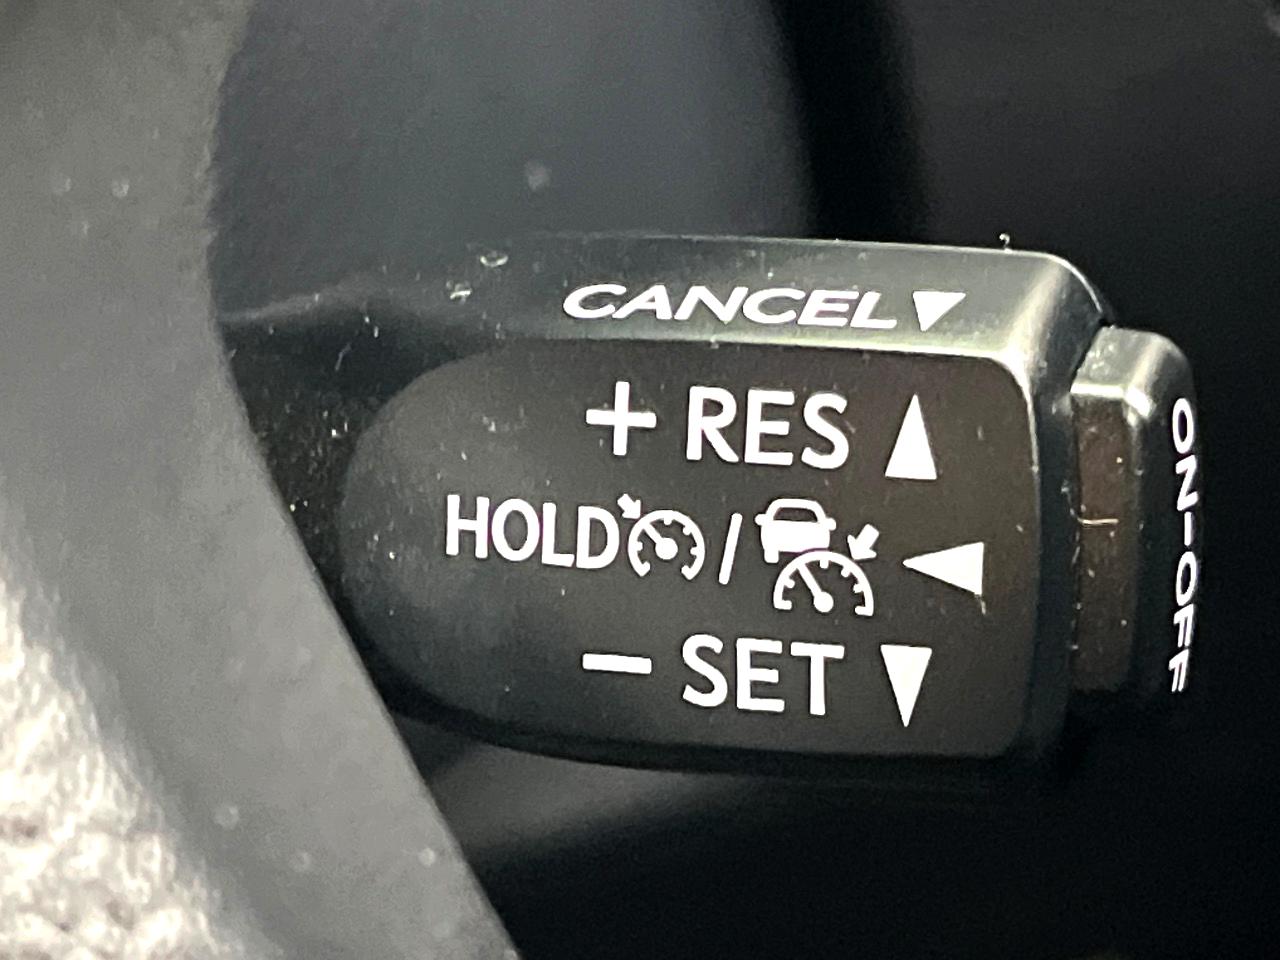 CANCEL▼
+ RES ▲
HOLD / ◀
− SET ▼
ON-OFF